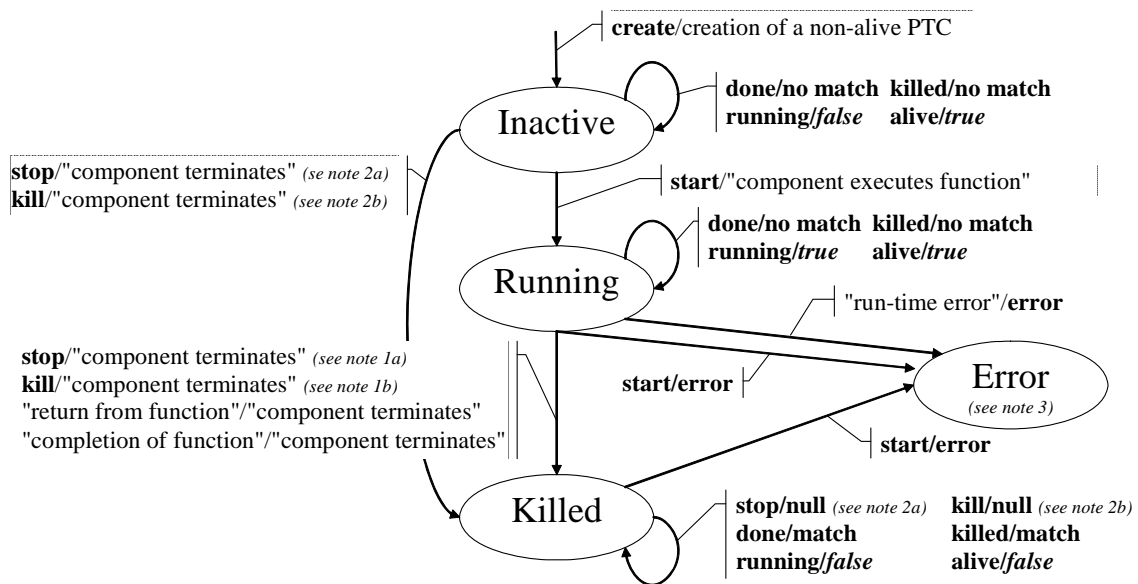 create/creation of a non-alive PTC
done/no match killed/no match
running/false alive/true
Inactive
stop/"component terminates" (se note 2a)
kill/"component terminates" (see note 2b)
start/"component executes function"
done/no match killed/no match
running/true alive/true
Running
"run-time error"/error
stop/"component terminates" (see note 1a)
kill/"component terminates" (see note 1b)
"return from function"/"component terminates"
"completion of function"/"component terminates"
start/error
Error
(see note 3)
start/error
Killed
stop/null (see note 2a) kill/null (see note 2b)
done/match killed/match
running/false alive/false